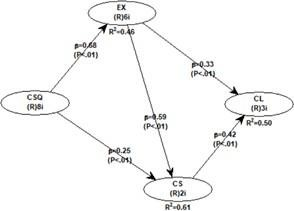 EX
(R)6i
R²=0.46
β=0.68
(P<.01)
β=0.33
(P<.01)
CSQ
(R)8i
CL
(R)3i
R²=0.50
β=0.59
(P<.01)
β=0.42
(P<.01)
β=0.25
(P<.01)
CS
(R)2i
R²=0.61